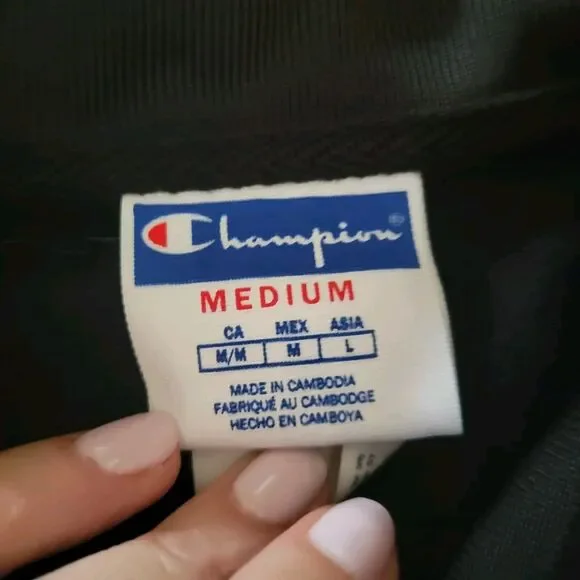 Champion®
MEDIUM
CA MEX ASIA
M/M M L
MADE IN CAMBODIA
FABRIQUÉ AU CAMBODGE
HECHO EN CAMBOYA